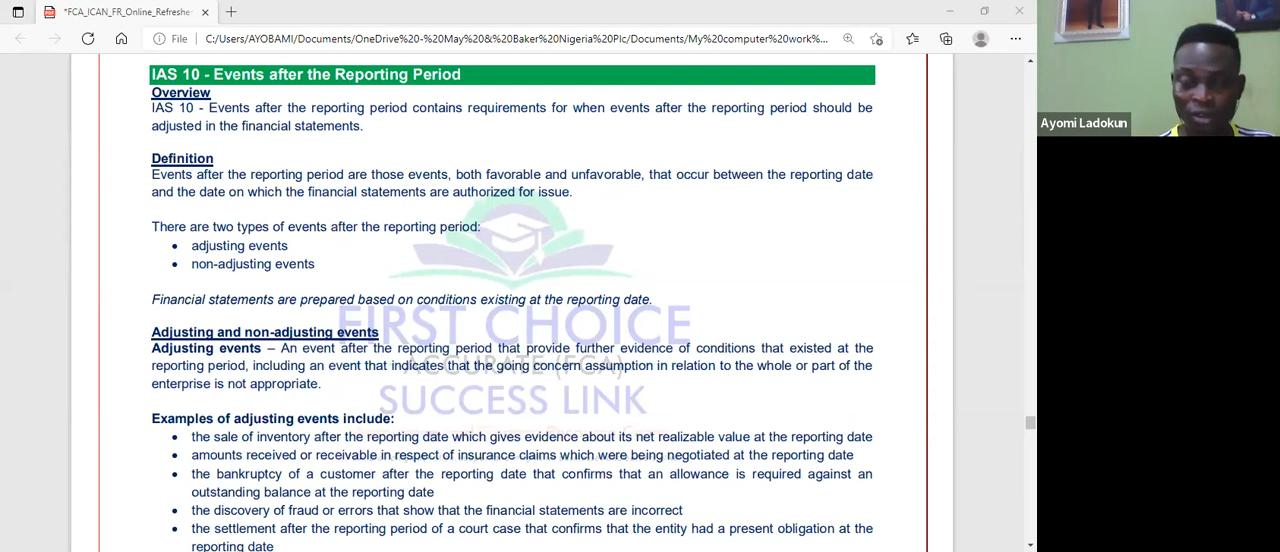 *FCA_ICAN_FR_Online_Refreshe
File
C:/Users/AYOBAMI/Documents/OneDrive%20-%20May%20&%20Baker%20Nigeria%20Plc/Documents/My%20computer%20work%...
IAS 10 - Events after the Reporting Period
Overview
IAS 10 - Events after the reporting period contains requirements for when events after the reporting period should be
adjusted in the financial statements.
Ayomi Ladokun
Definition
Events after the reporting period are those events, both favorable and unfavorable, that occur between the reporting date
and the date on which the financial statements are authorized for issue.
There are two types of events after the reporting period:
• adjusting events
• non-adjusting events
Financial statements are prepared based on conditions existing at the reporting date.
FIRST CHOICE
Adjusting and non-adjusting events
Adjusting events – An event after the reporting period that provide further evidence of conditions that existed at the
ACCURATE (FCA)
reporting period, including an event that indicates that the going concern assumption in relation to the whole or part of the
enterprise is not appropriate.
SUCCESS LINK
Examples of adjusting events include:
• the sale of inventory after the reporting date which gives evidence about its net realizable value at the reporting date
• amounts received or receivable in respect of insurance claims which were being negotiated at the reporting date
• the bankruptcy of a customer after the reporting date that confirms that an allowance is required against an
outstanding balance at the reporting date
• the discovery of fraud or errors that show that the financial statements are incorrect
• the settlement after the reporting period of a court case that confirms that the entity had a present obligation at the
reporting date